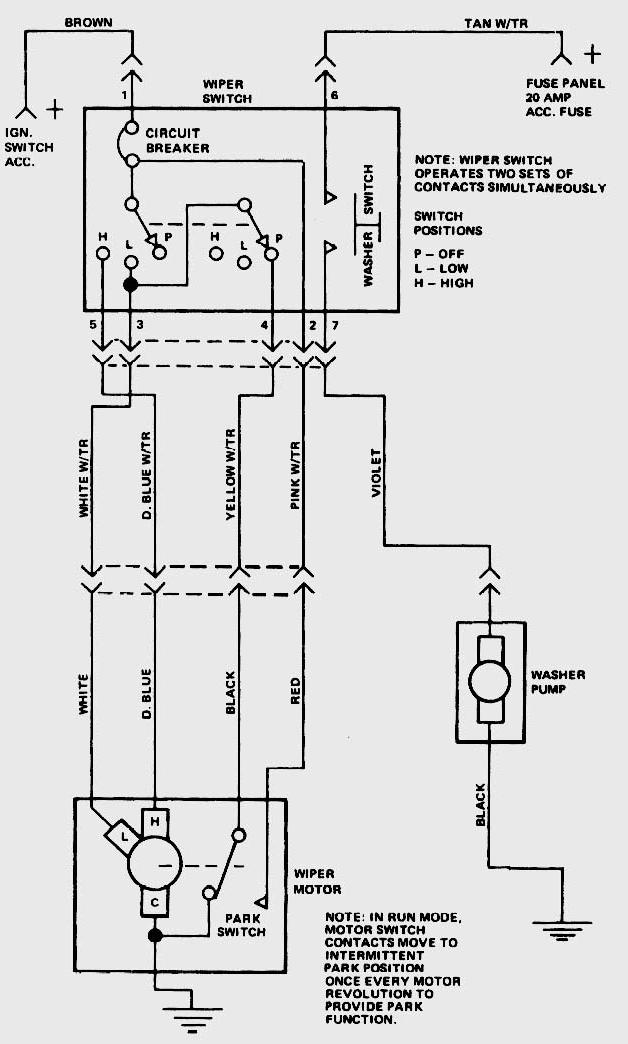 BROWN
TAN W/TR
+
+
IGN.
SWITCH
ACC.
WIPER
SWITCH
1
6
FUSE PANEL
20 AMP
ACC. FUSE
CIRCUIT
BREAKER
NOTE: WIPER SWITCH
OPERATES TWO SETS OF
CONTACTS SIMULTANEOUSLY
WASHER SWITCH
SWITCH
POSITIONS
P – OFF
L – LOW
H – HIGH
H
L
P
H
L
P
5
3
4
2
7
WHITE W/TR
D. BLUE W/TR
YELLOW W/TR
PINK W/TR
VIOLET
WHITE
D. BLUE
BLACK
RED
WASHER
PUMP
BLACK
L
H
C
PARK
SWITCH
WIPER
MOTOR
NOTE: IN RUN MODE,
MOTOR SWITCH
CONTACTS MOVE TO
INTERMITTENT
PARK POSITION
ONCE EVERY MOTOR
REVOLUTION TO
PROVIDE PARK
FUNCTION.